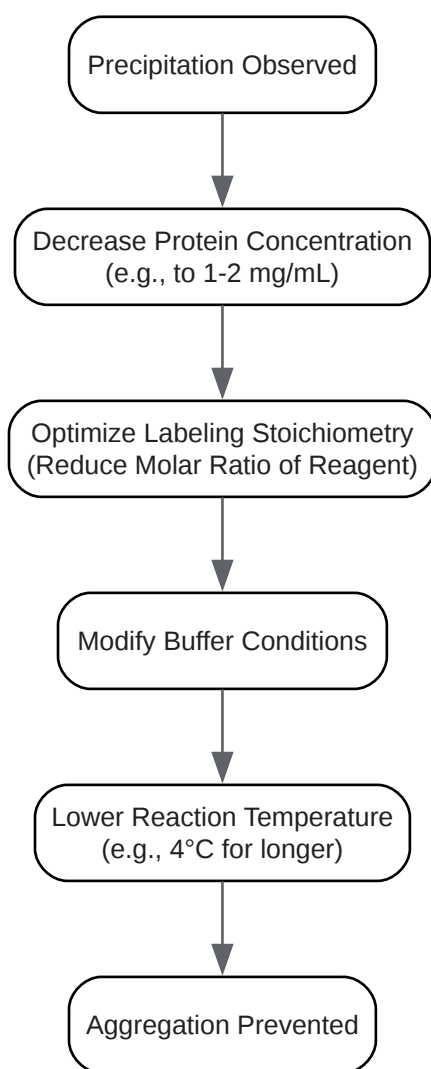 Precipitation Observed
Decrease Protein Concentration
(e.g., to 1-2 mg/mL)
Optimize Labeling Stoichiometry
(Reduce Molar Ratio of Reagent)
Modify Buffer Conditions
Lower Reaction Temperature
(e.g., 4°C for longer)
Aggregation Prevented